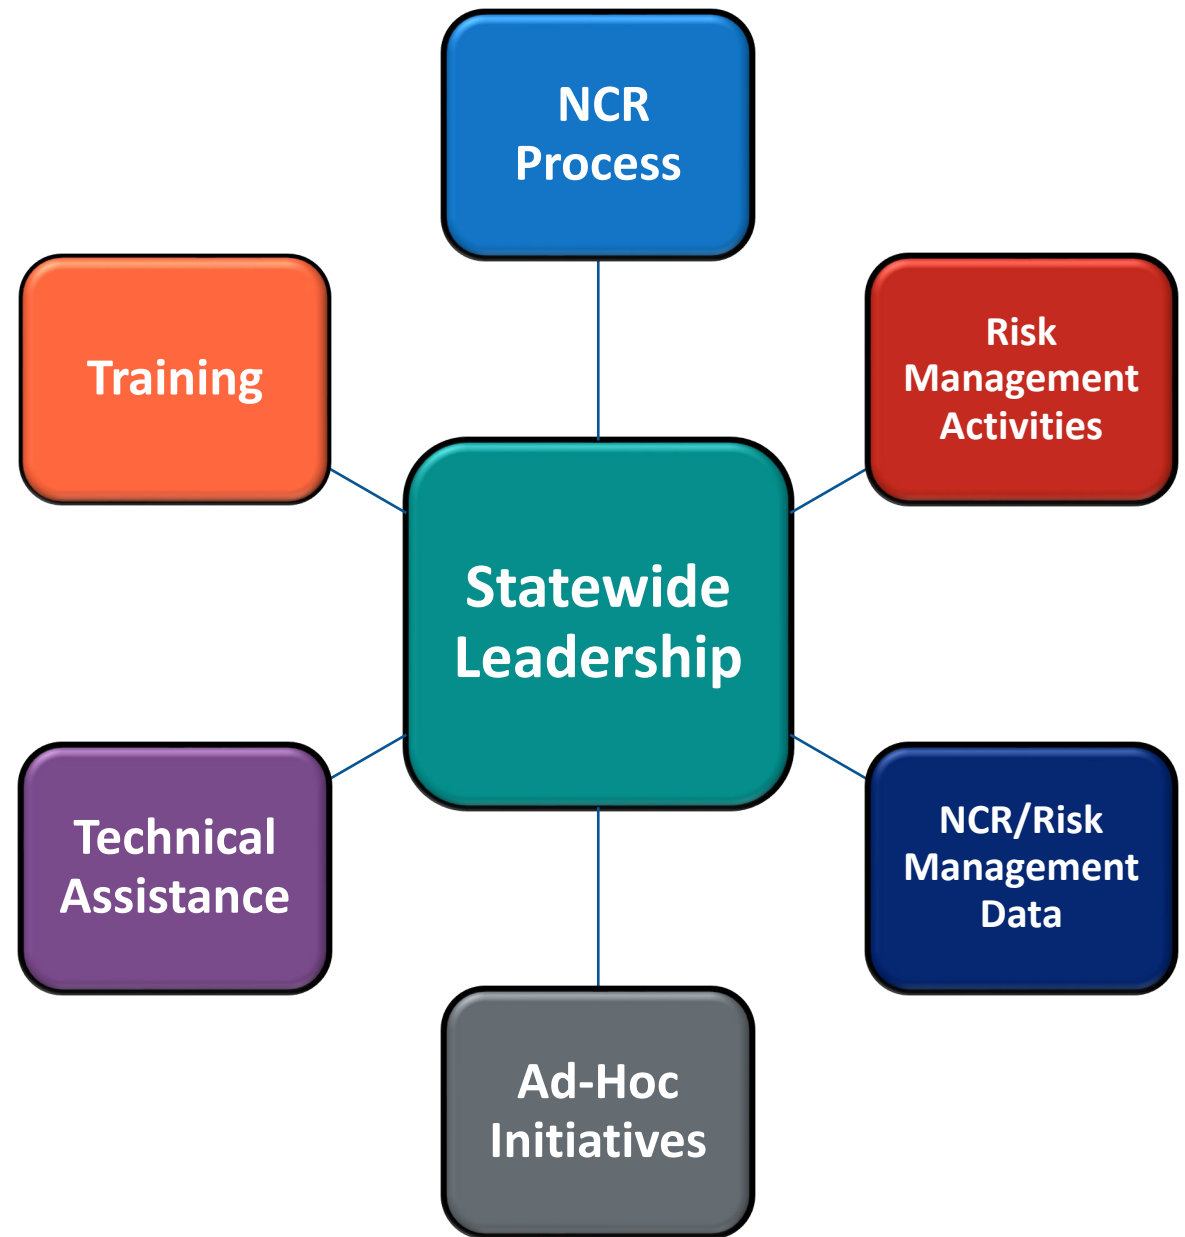 NCR
Process
Training
Risk
Management
Activities
Statewide
Leadership
Technical
Assistance
NCR/Risk
Management
Data
Ad-Hoc
Initiatives